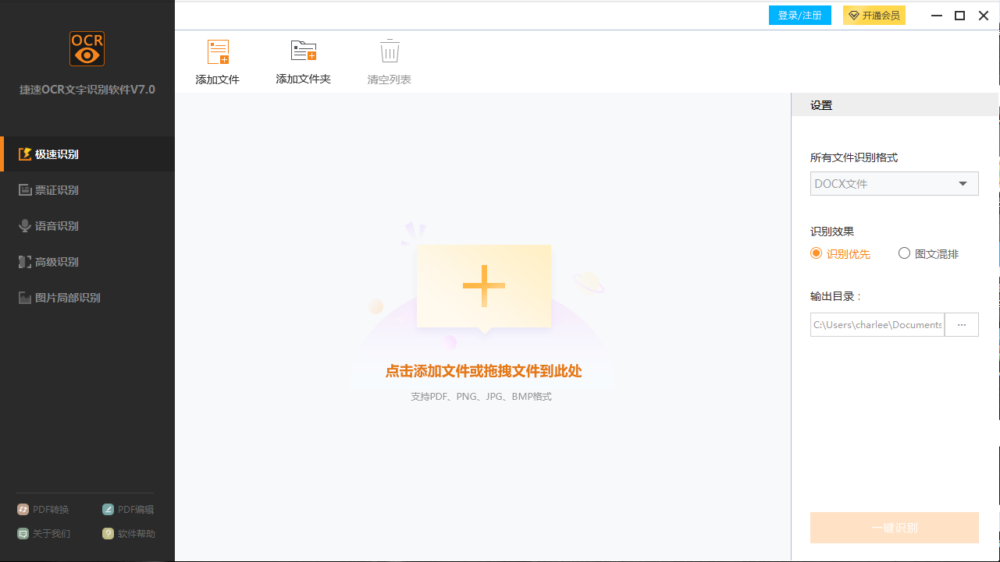 登录/注册
开通会员
OCR
捷速OCR文字识别软件V7.0
添加文件
添加文件夹
清空列表
极速识别
票证识别
语音识别
高级识别
图片局部识别
点击添加文件或拖拽文件到此处
支持PDF、PNG、JPG、BMP格式
设置
所有文件识别格式
DOCX文件
识别效果
识别优先
图文混排
输出目录：
C:\Users\charlee\Documents
...
一键识别
PDF转换
PDF编辑
关于我们
软件帮助